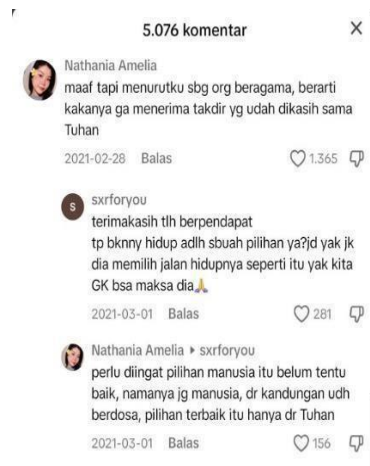 5.076 komentar
Nathania Amelia
maaf tapi menurutku sbg org beragama, berarti
kakanya ga menerima takdir yg udah dikasih sama
Tuhan
2021-02-28 Balas 1.365
S
sxrforyou
terimakasih tlh berpendapat
tp bknny hidup adlh sbuah pilihan ya?jd yak jk
dia memilih jalan hidupnya seperti itu yak kita
GK bsa maksa dia🙏
2021-03-01 Balas 281
Nathania Amelia ▸ sxrforyou
perlu diingat pilihan manusia itu belum tentu
baik, namanya jg manusia, dr kandungan udh
berdosa, pilihan terbaik itu hanya dr Tuhan
2021-03-01 Balas 156